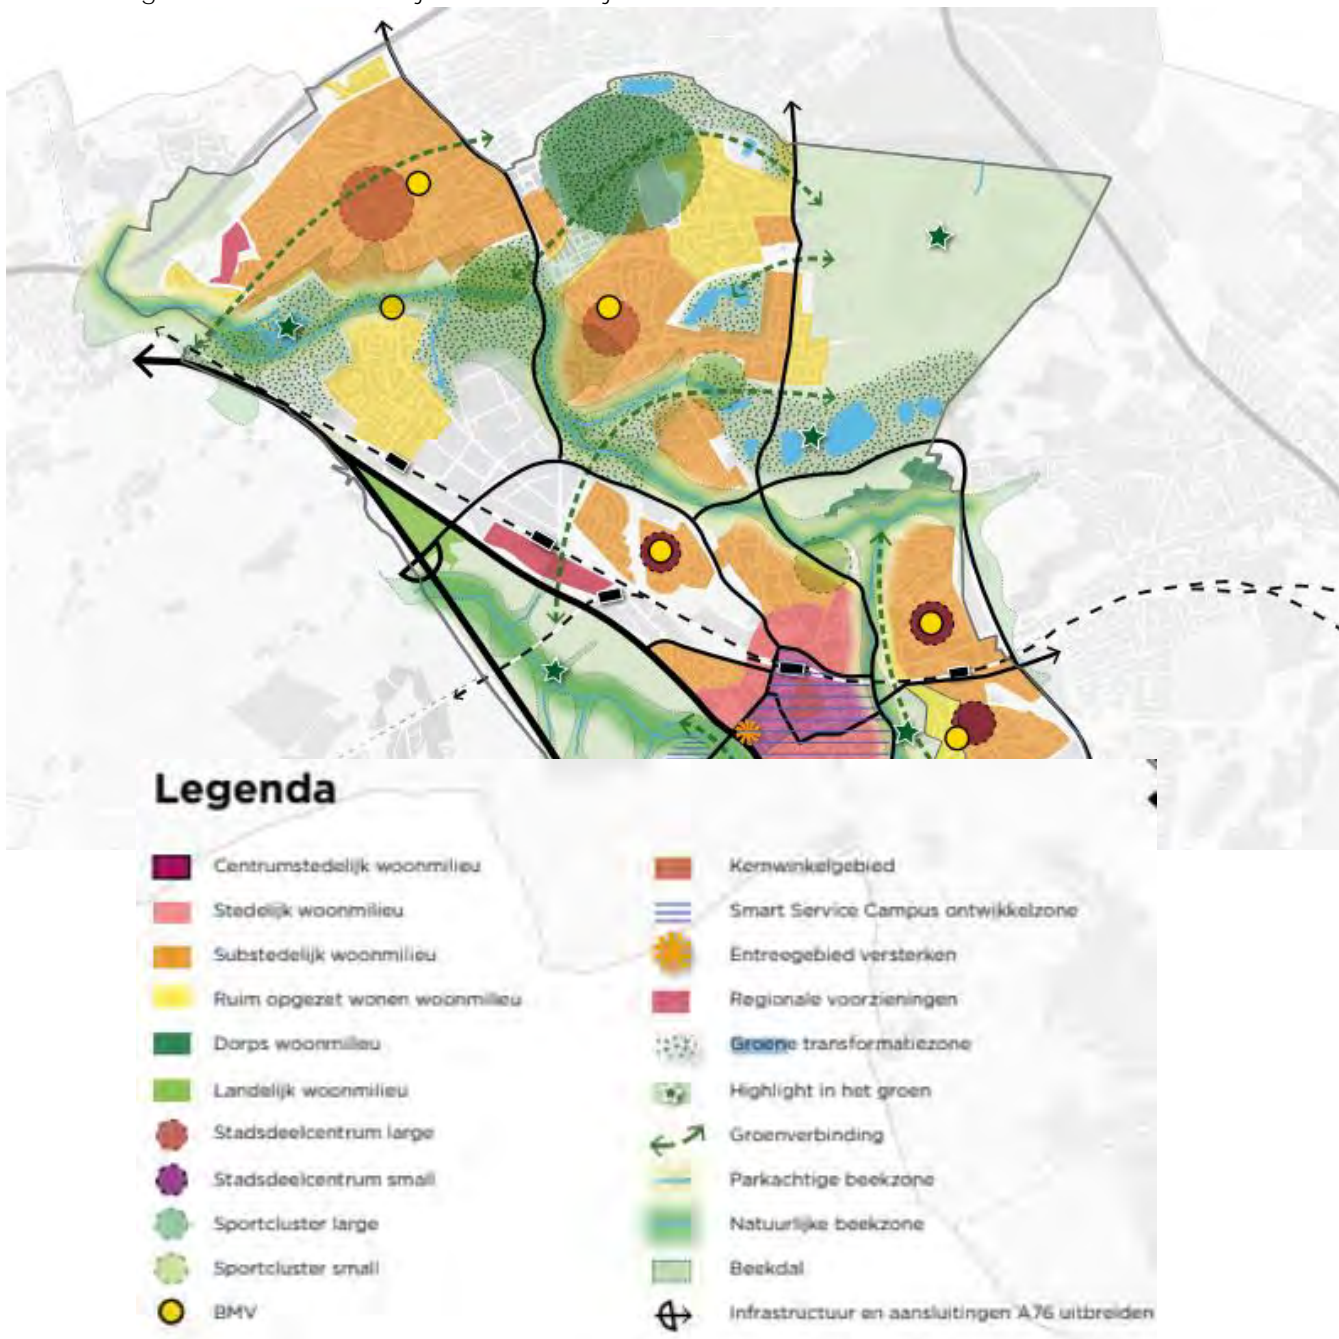 Legenda
Centrumstedelijk woonmilieu
Stedelijk woonmilieu
Substedelijk woonmilieu
Ruim opgezet wonen woonmilieu
Dorps woonmilieu
Landelijk woonmilieu
Stadsdeelcentrum large
Stadsdeelcentrum small
Sportcluster large
Sportcluster small
BMV
Kernwinkelgebied
Smart Service Campus ontwikkelzone
Entreegebied versterken
Regionale voorzieningen
Groene transformatiezone
Highlight in het groen
Groenverbinding
Parkachtige beekzone
Natuurlijke beekzone
Beekdal
Infrastructuur en aansluitingen A76 uitbreiden